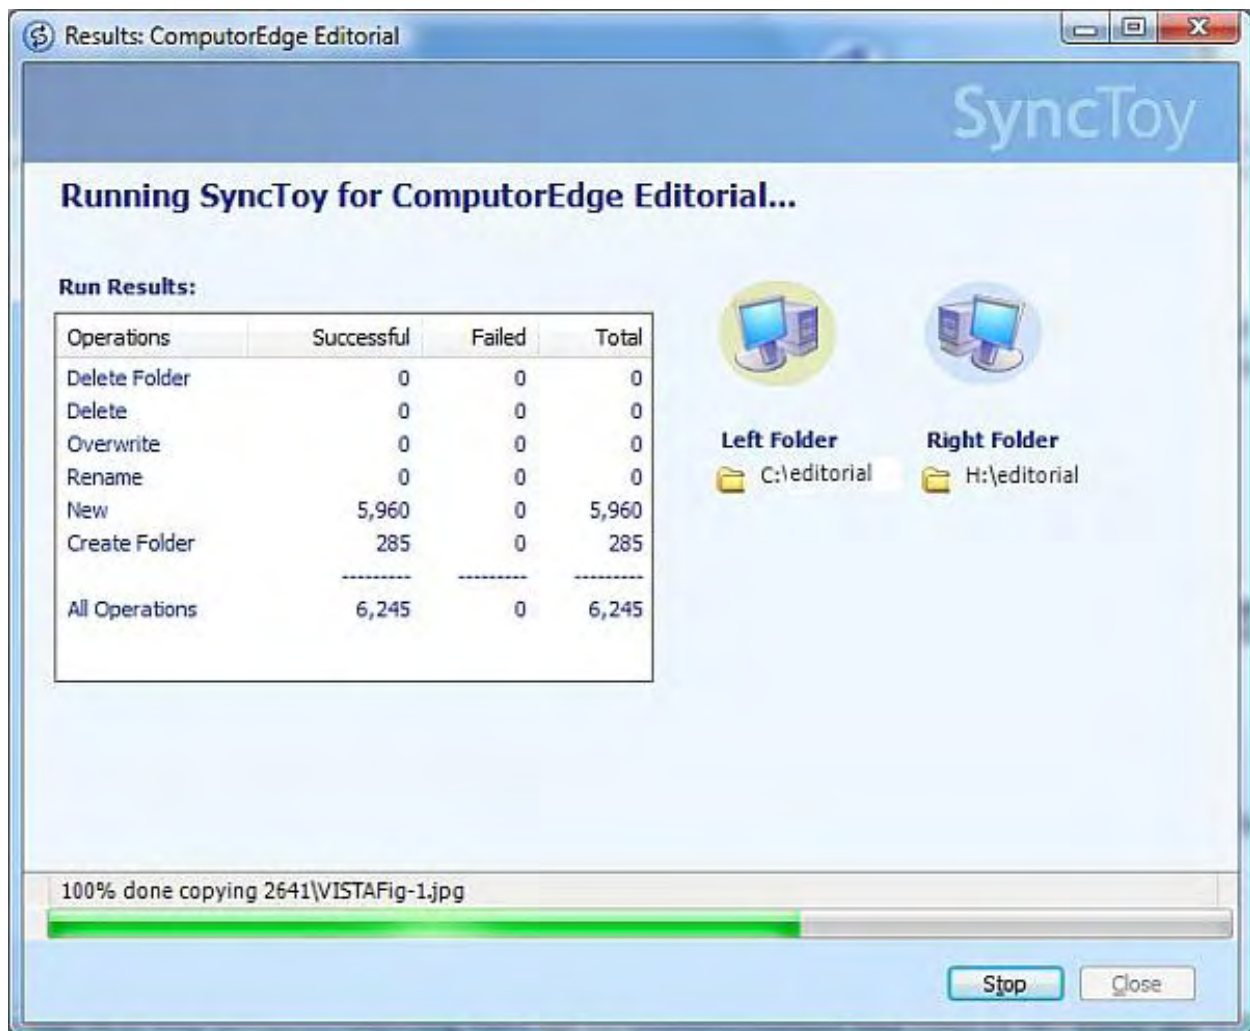 Results: ComputorEdge Editorial
SyncToy
Running SyncToy for ComputorEdge Editorial...
Run Results:
Operations Successful Failed Total
Delete Folder 0 0 0
Delete 0 0 0
Overwrite 0 0 0
Rename 0 0 0
New 5,960 0 5,960
Create Folder 285 0 285
--------- --------- ---------
All Operations 6,245 0 6,245
Left Folder Right Folder
C:\editorial H:\editorial
100% done copying 2641\VISTAFig-1.jpg
Stop Close